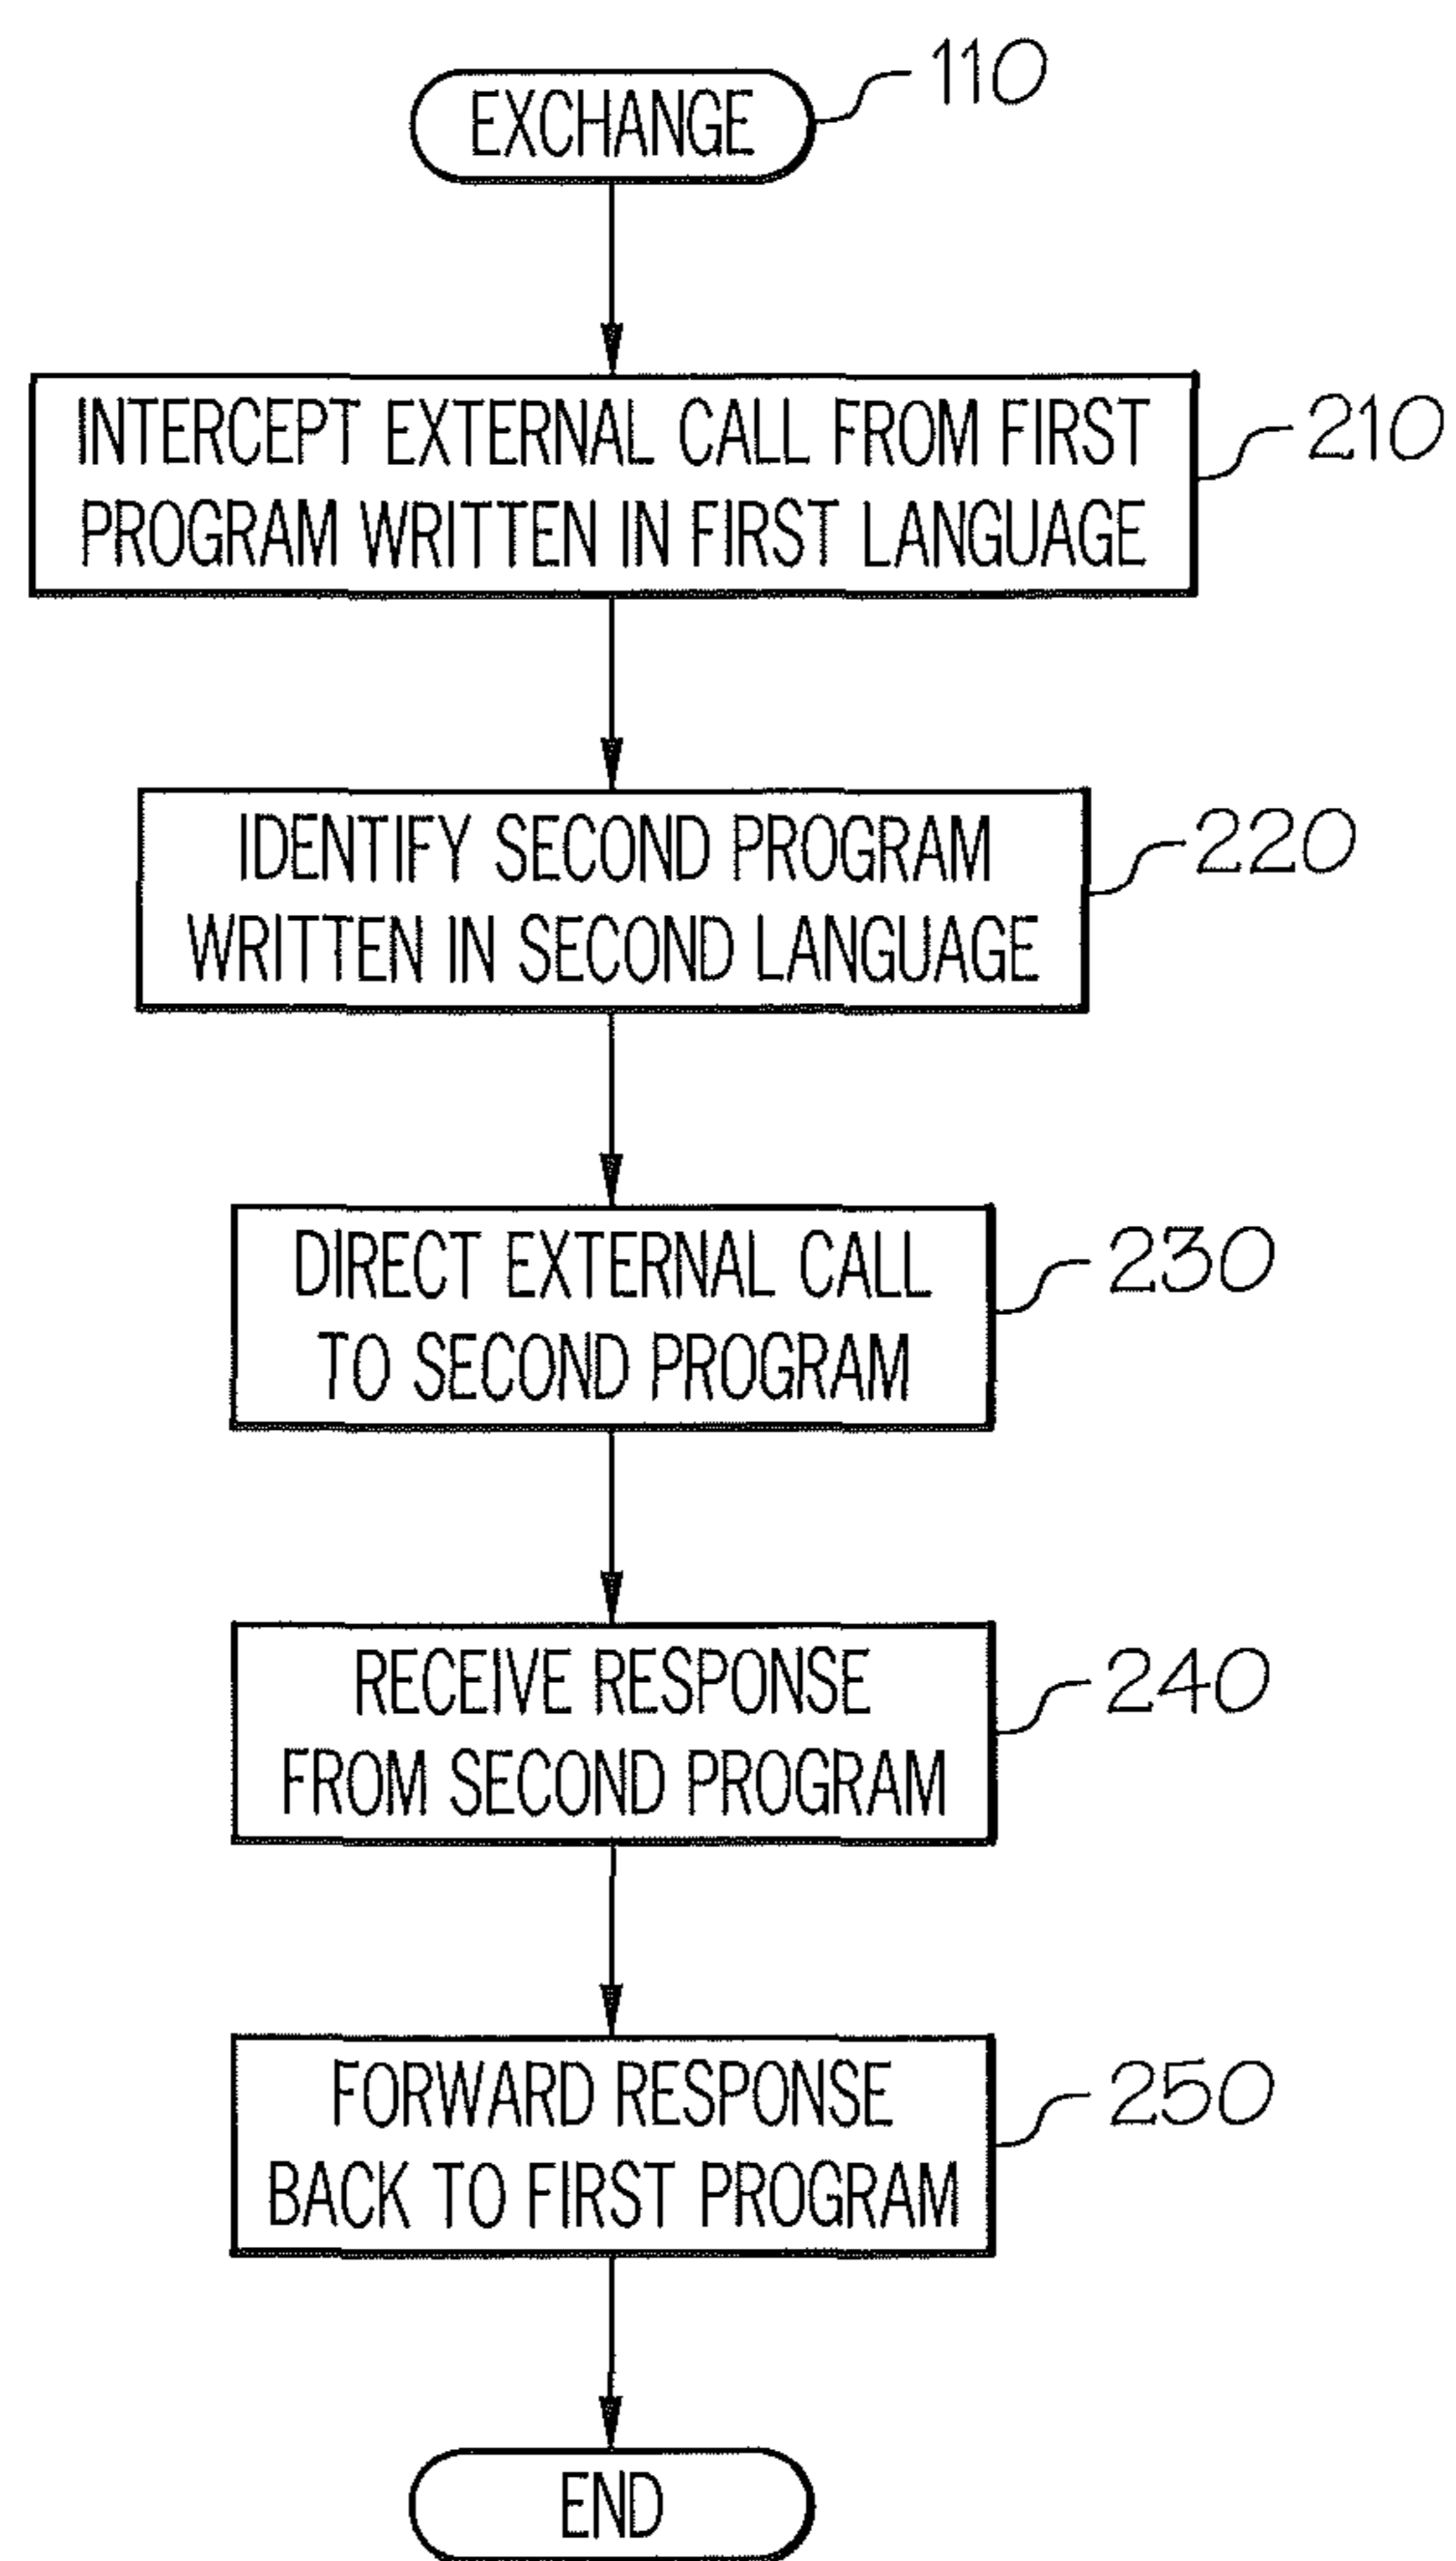 EXCHANGE
110
INTERCEPT EXTERNAL CALL FROM FIRST
PROGRAM WRITTEN IN FIRST LANGUAGE
210
IDENTIFY SECOND PROGRAM
WRITTEN IN SECOND LANGUAGE
220
DIRECT EXTERNAL CALL
TO SECOND PROGRAM
230
RECEIVE RESPONSE
FROM SECOND PROGRAM
240
FORWARD RESPONSE
BACK TO FIRST PROGRAM
250
END